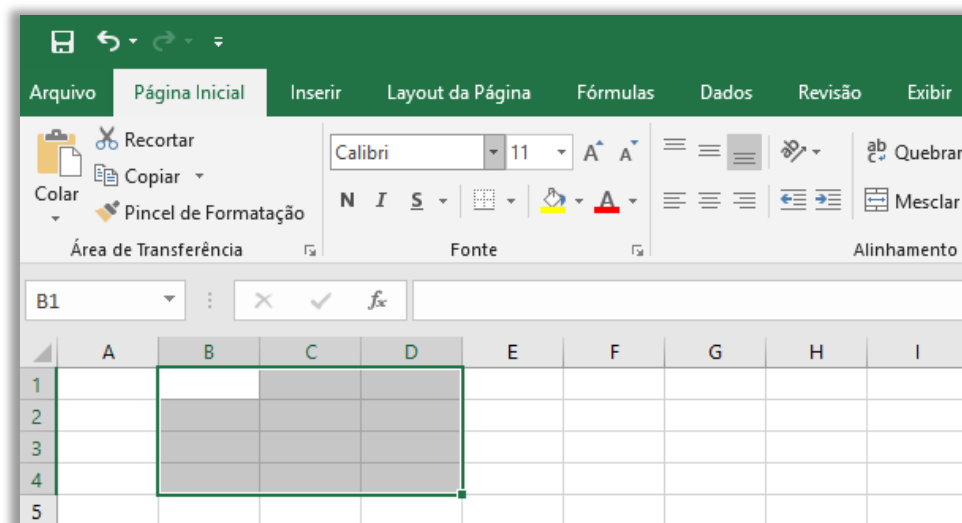 Arquivo Página Inicial Inserir Layout da Página Fórmulas Dados Revisão Exibir
Colar
Recortar
Copiar
Pincel de Formatação
Área de Transferência
Calibri 11 A A
N I S A
Fonte
ab Quebrar
c
Mesclar
Alinhamento
B1 fx
A B C D E F G H I
1
2
3
4
5